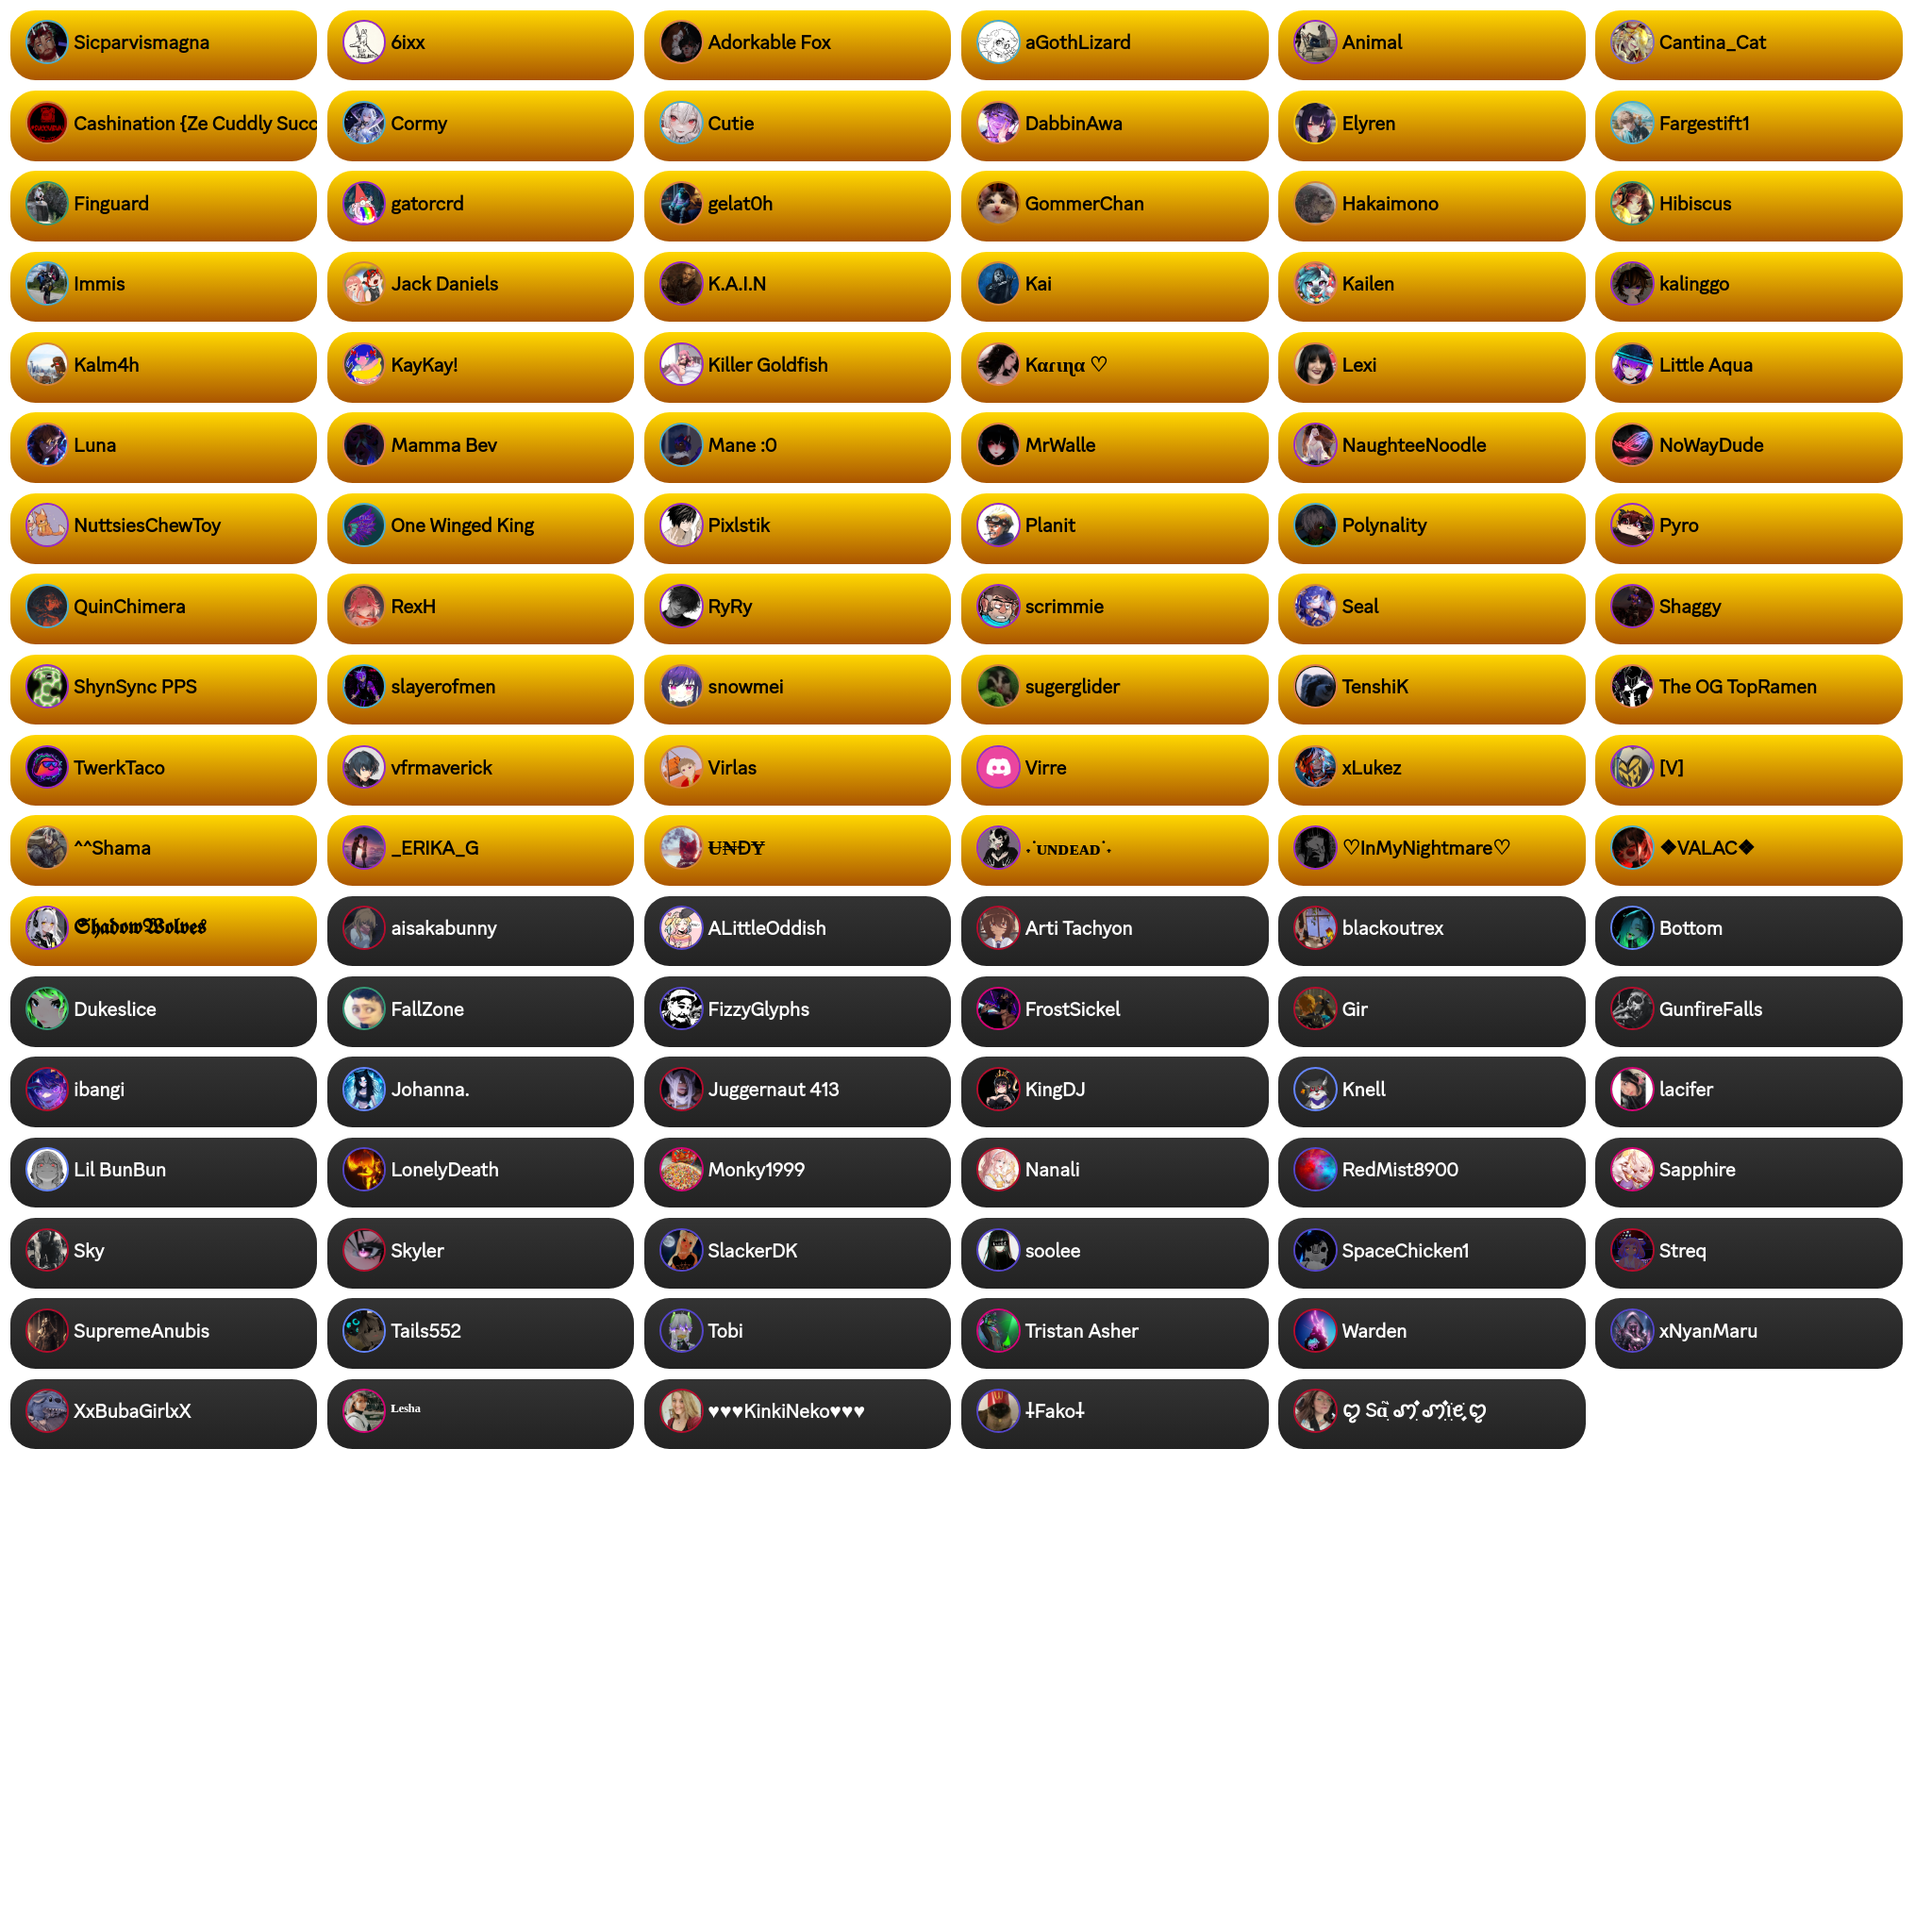 Sicparvismagna
6ixx
Adorkable Fox
aGothLizard
Animal
Cantina_Cat
Cashination {Ze Cuddly Succ
Cormy
Cutie
DabbinAwa
Elyren
Fargestift1
Finguard
gatorcrd
gelat0h
GommerChan
Hakaimono
Hibiscus
Immis
Jack Daniels
K.A.I.N
Kai
Kailen
kalinggo
Kalm4h
KayKay!
Killer Goldfish
Kαɾιɳα ♡
Lexi
Little Aqua
Luna
Mamma Bev
Mane :0
MrWalle
NaughteeNoodle
NoWayDude
NuttsiesChewToy
One Winged King
Pixlstik
Planit
Polynality
Pyro
QuinChimera
RexH
RyRy
scrimmie
Seal
Shaggy
ShynSync PPS
slayerofmen
snowmei
sugerglider
TenshiK
The OG TopRamen
TwerkTaco
vfrmaverick
Virlas
Virre
xLukez
[V]
^^Shama
_ERIKA_G
Ʉ₦ĐɎ
˖˙ᴜɴᴅᴇᴀᴅ˙˖
♡InMyNightmare♡
❖VALAC❖
𝕾𝖍𝖆𝖉𝖔𝖜𝖂𝖔𝖑𝖛𝖊𝖘
aisakabunny
ALittleOddish
Arti Tachyon
blackoutrex
Bottom
Dukeslice
FallZone
FizzyGlyphs
FrostSickel
Gir
GunfireFalls
ibangi
Johanna.
Juggernaut 413
KingDJ
Knell
lacifer
Lil BunBun
LonelyDeath
Monky1999
Nanali
RedMist8900
Sapphire
Sky
Skyler
SlackerDK
soolee
SpaceChicken1
Streq
SupremeAnubis
Tails552
Tobi
Tristan Asher
Warden
xNyanMaru
XxBubaGirlxX
ᴸᵉˢʰᵃ
♥♥♥KinkiNeko♥♥♥
⸸Fako⸸